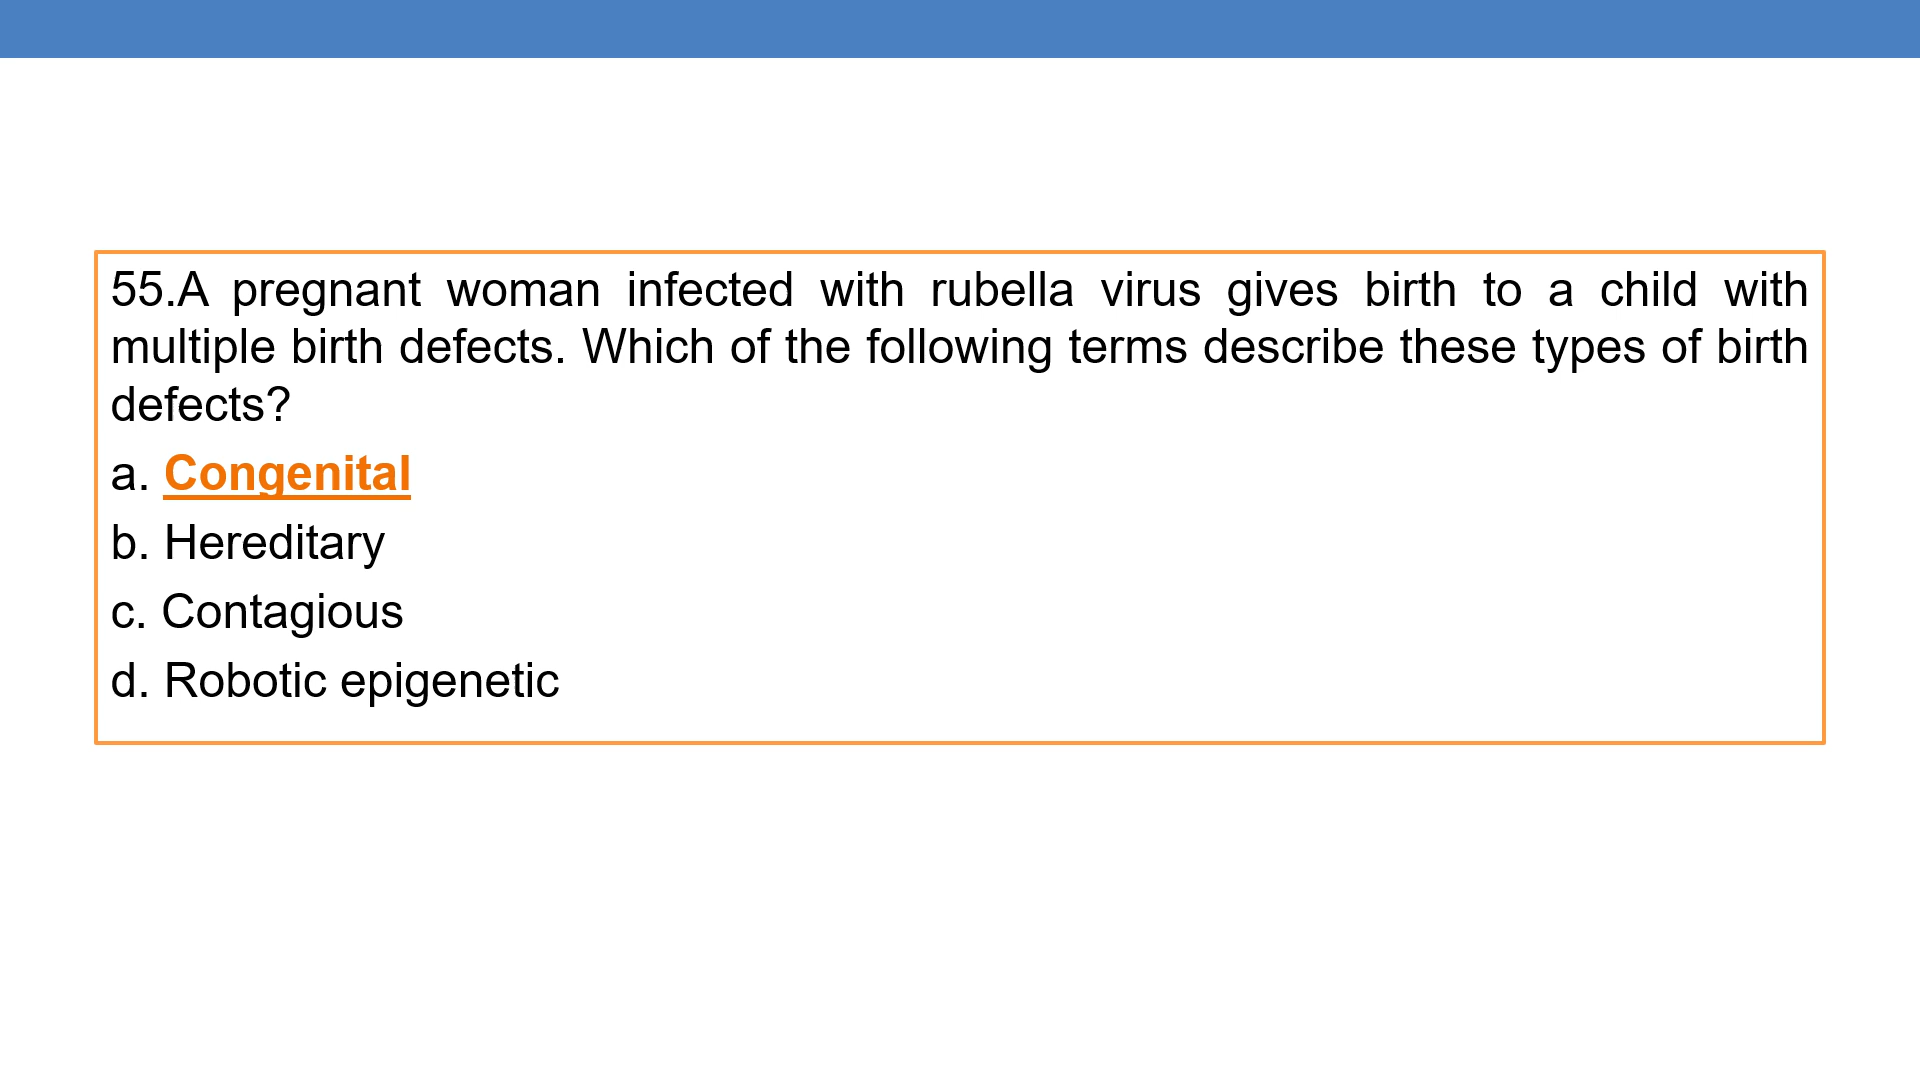 55.A pregnant woman infected with rubella virus gives birth to a child with
multiple birth defects. Which of the following terms describe these types of birth
defects?
a. Congenital
b. Hereditary
c. Contagious
d. Robotic epigenetic